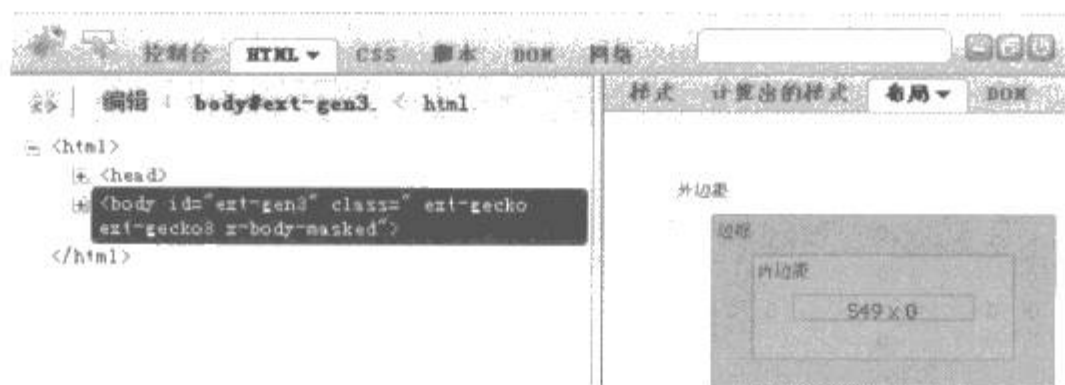 控制台 HTML CSS 脚本 DOM 网络
编辑 body#ext-gen3 < html
样式 计算出的样式 布局 DOM
<html>
<head>
<body id="ext-gen3" class=" ext-gecko
ext-gecko3 x-body-masked">
</html>
外边距
边框
内边距
549 x 0